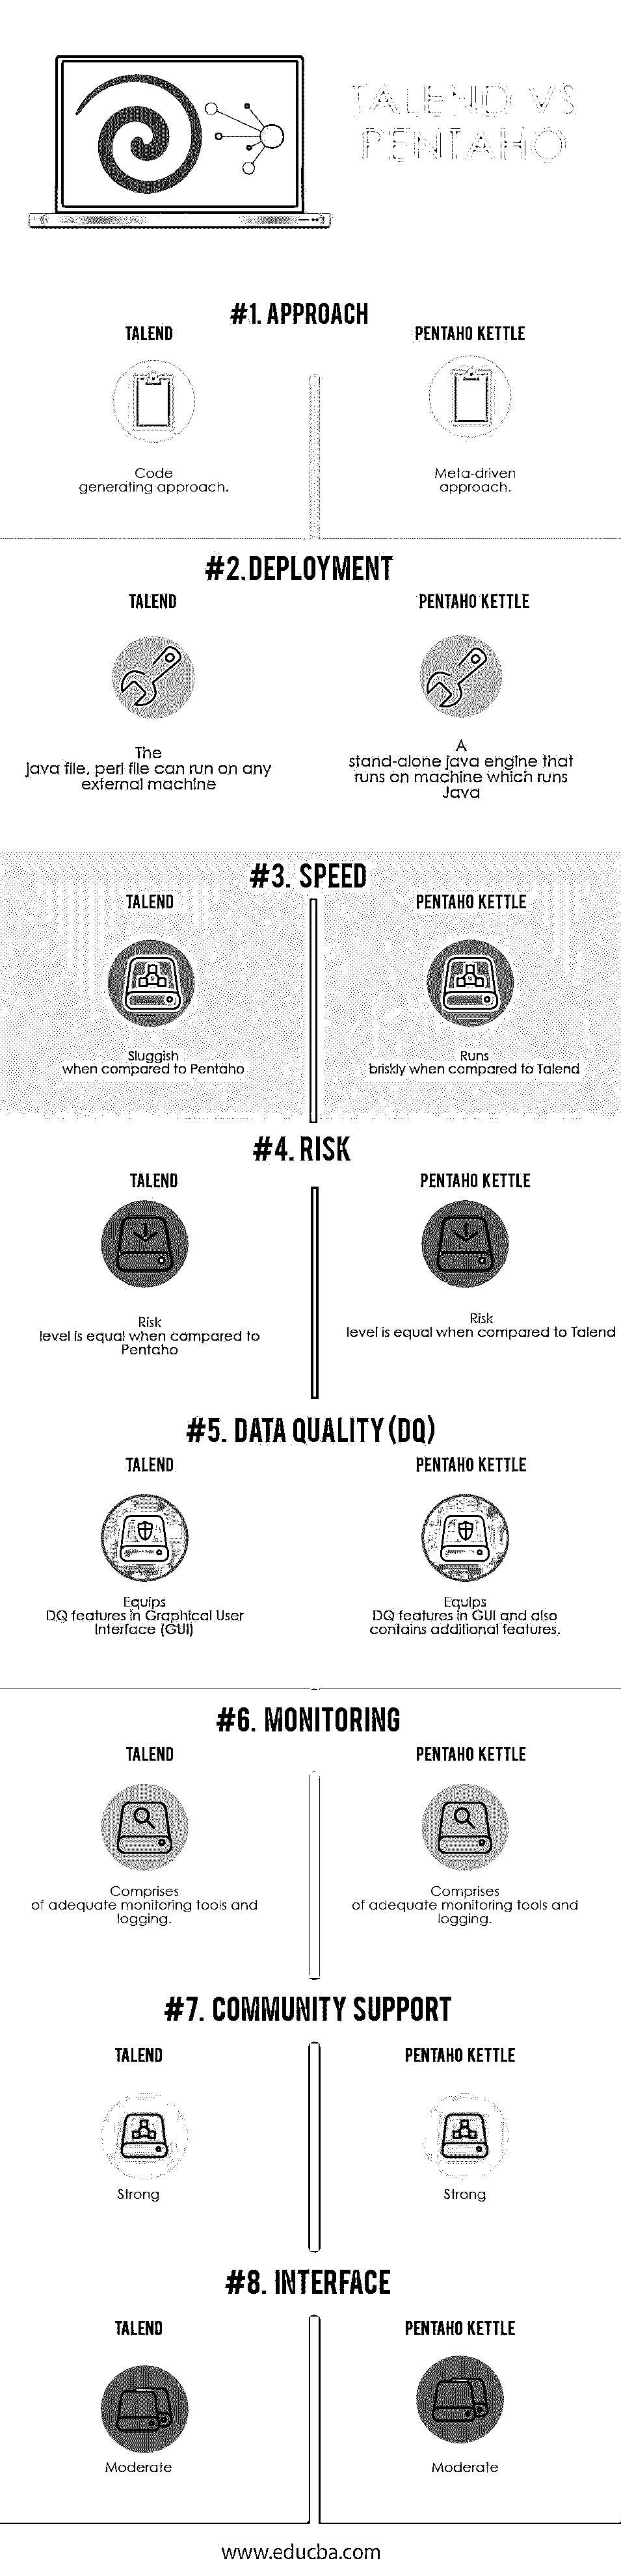 TALEND VS
PENTAHO
#1. APPROACH
TALEND
PENTAHO KETTLE
Code
generating approach.
Meta-driven
approach.
#2. DEPLOYMENT
TALEND
PENTAHO KETTLE
The
java file, perl file can run on any
external machine
A
stand-alone java engine that
runs on machine which runs
Java
#3. SPEED
TALEND
PENTAHO KETTLE
Sluggish
when compared to Pentaho
Runs
briskly when compared to Talend
#4. RISK
TALEND
PENTAHO KETTLE
Risk
level is equal when compared to
Pentaho
Risk
level is equal when compared to Talend
#5. DATA QUALITY (DQ)
TALEND
PENTAHO KETTLE
Equips
DQ features in Graphical User
Interface (GUI)
Equips
DQ features in GUI and also
contains additional features.
#6. MONITORING
TALEND
PENTAHO KETTLE
Comprises
of adequate monitoring tools and
logging.
Comprises
of adequate monitoring tools and
logging.
#7. COMMUNITY SUPPORT
TALEND
PENTAHO KETTLE
Strong
Strong
#8. INTERFACE
TALEND
PENTAHO KETTLE
Moderate
Moderate
www.educba.com